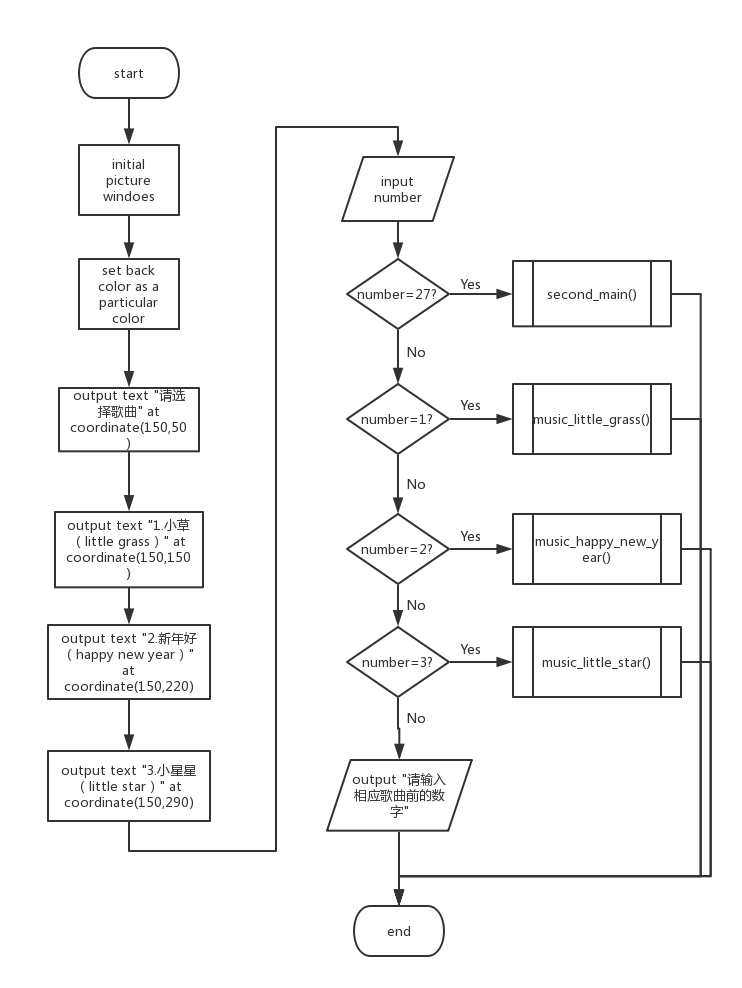 start
initial
picture
windoes
set back
color as a
particular
color
output text "请选
择歌曲" at
coordinate(150,50
)
output text "1.小草
（little grass）" at
coordinate(150,150
)
output text "2.新年好
（happy new year）"
at
coordinate(150,220)
output text "3.小星星
（little star）" at
coordinate(150,290)
input
number
number=27?
Yes
second_main()
No
number=1?
Yes
music_little_grass()
No
number=2?
Yes
music_happy_new_y
ear()
No
number=3?
Yes
music_little_star()
No
output "请输入
相应歌曲前的数
字"
end